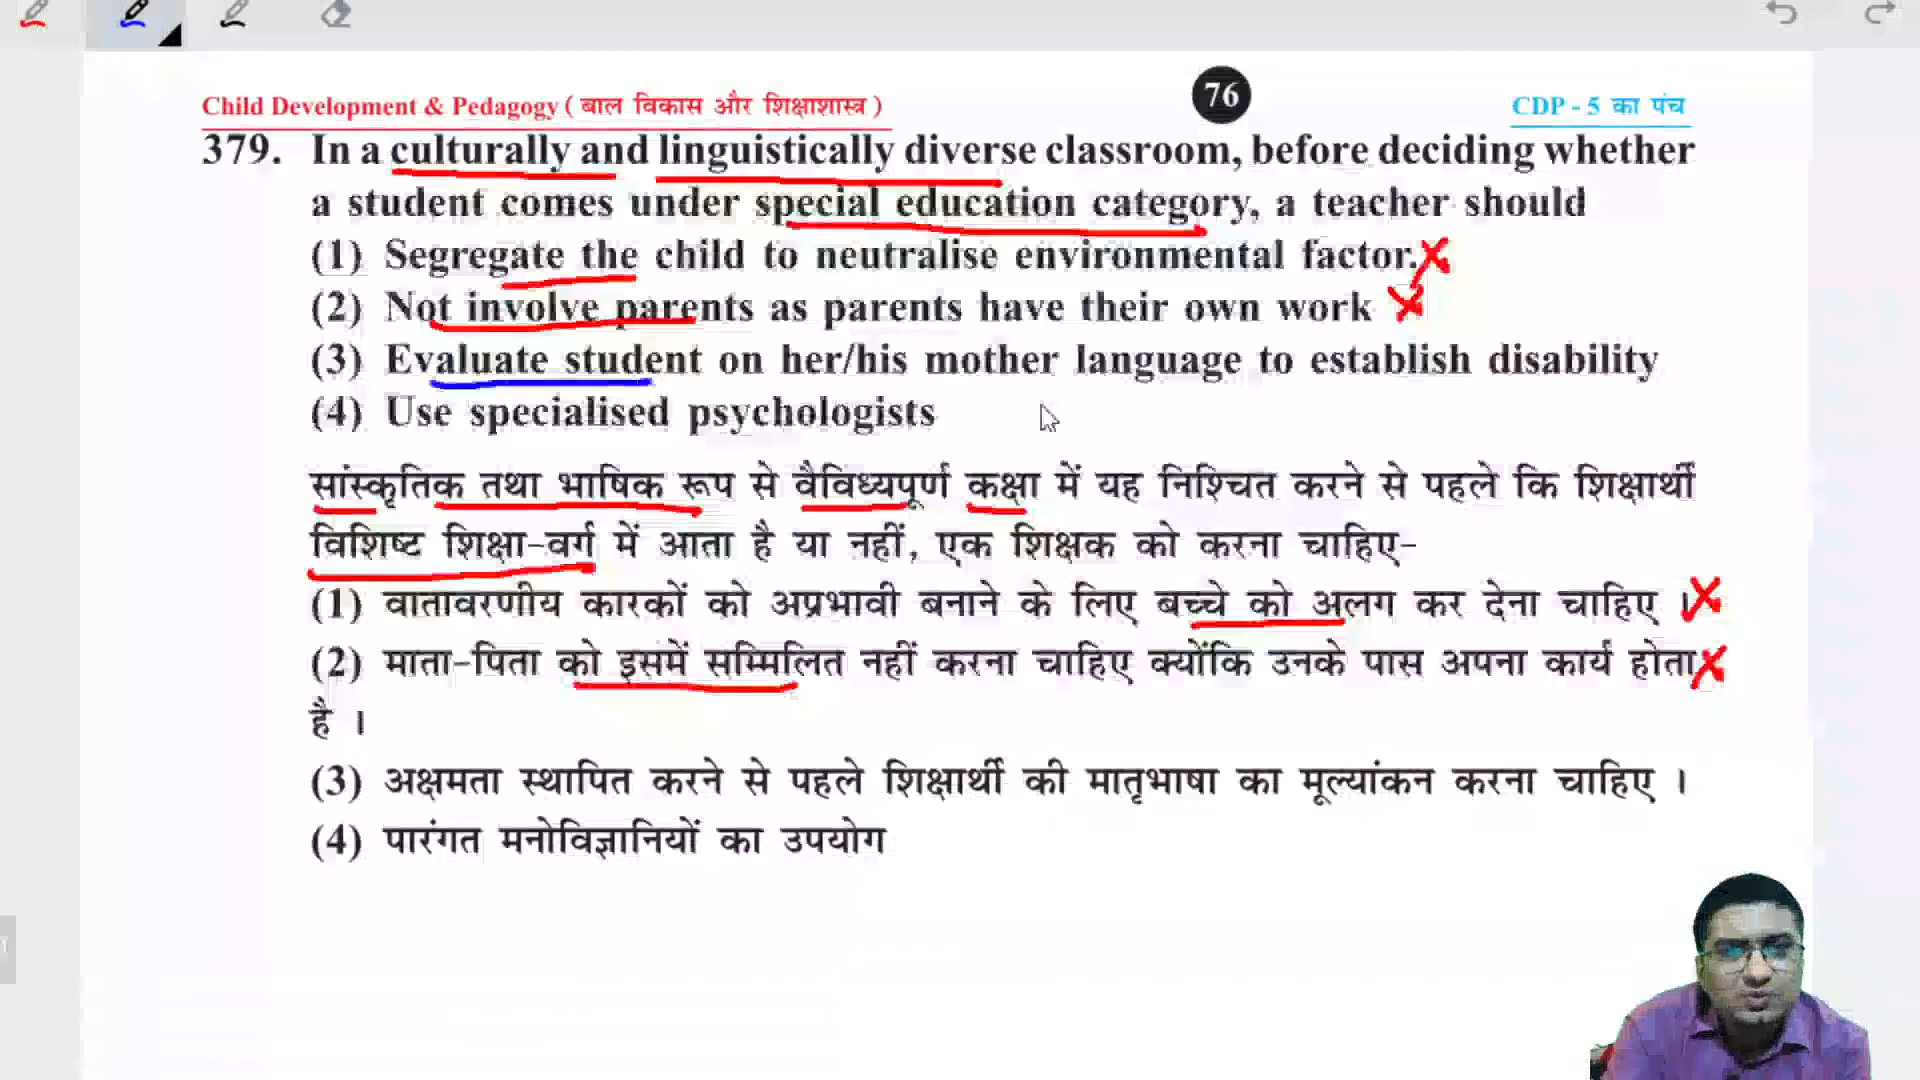 Child Development & Pedagogy ( बाल विकास और शिक्षाशास्त्र )
76
CDP - 5 का पंच
379. In a culturally and linguistically diverse classroom, before deciding whether
a student comes under special education category, a teacher should
(1) Segregate the child to neutralise environmental factor.
(2) Not involve parents as parents have their own work
(3) Evaluate student on her/his mother language to establish disability
(4) Use specialised psychologists
सांस्कृतिक तथा भाषिक रूप से वैविध्यपूर्ण कक्षा में यह निश्चित करने से पहले कि शिक्षार्थी
विशिष्ट शिक्षा-वर्ग में आता है या नहीं, एक शिक्षक को करना चाहिए-
(1) वातावरणीय कारकों को अप्रभावी बनाने के लिए बच्चे को अलग कर देना चाहिए ।
(2) माता-पिता को इसमें सम्मिलित नहीं करना चाहिए क्योंकि उनके पास अपना कार्य होता
है ।
(3) अक्षमता स्थापित करने से पहले शिक्षार्थी की मातृभाषा का मूल्यांकन करना चाहिए ।
(4) पारंगत मनोविज्ञानियों का उपयोग